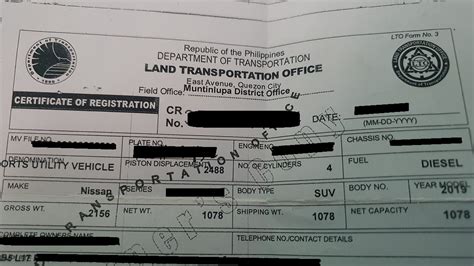 LTO Form No. 3
Republic of the Philippines
DEPARTMENT OF TRANSPORTATION
LAND TRANSPORTATION OFFICE
East Avenue, Quezon City
Field Office: Muntinlupa District Office
CERTIFICATE OF REGISTRATION
CR
No.
(MM-DD-YYYY)
MV FILE NO. PLATE NO. ENGINE NO. CHASSIS NO.
DENOMINATION PISTON DISPLACEMENT NO. OF CYLINDERS FUEL
ORTS UTILITY VEHICLE 2488 4 DIESEL
MAKE SERIES BODY TYPE BODY NO. YEAR MODEL
Nissan SUV 2019
GROSS WT. NET WT. SHIPPING WT. NET CAPACITY
2156 1078 1078 1078
COMPLETE OWNER'S NAME TELEPHONE NO./CONTACT DETAILS
TRANSPORTATION OFFICE